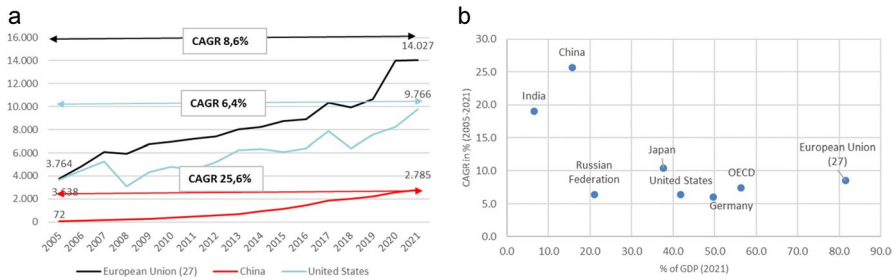 a
16.000
14.000
12.000
10.000
8.000
6.000
4.000
2.000
0
CAGR 8,6%
14.027
CAGR 6,4%
9.766
3.764
CAGR 25,6%
3.638
2.785
72
2005 2006 2007 2008 2009 2010 2011 2012 2013 2014 2015 2016 2017 2018 2019 2020 2021
European Union (27) China United States
b
CAGR in % (2005-2021)
30.0
25.0
20.0
15.0
10.0
5.0
0.0
China
India
Russian
Federation
Japan
United States
Germany
OECD
European Union
(27)
0.0 10.0 20.0 30.0 40.0 50.0 60.0 70.0 80.0 90.0
% of GDP (2021)